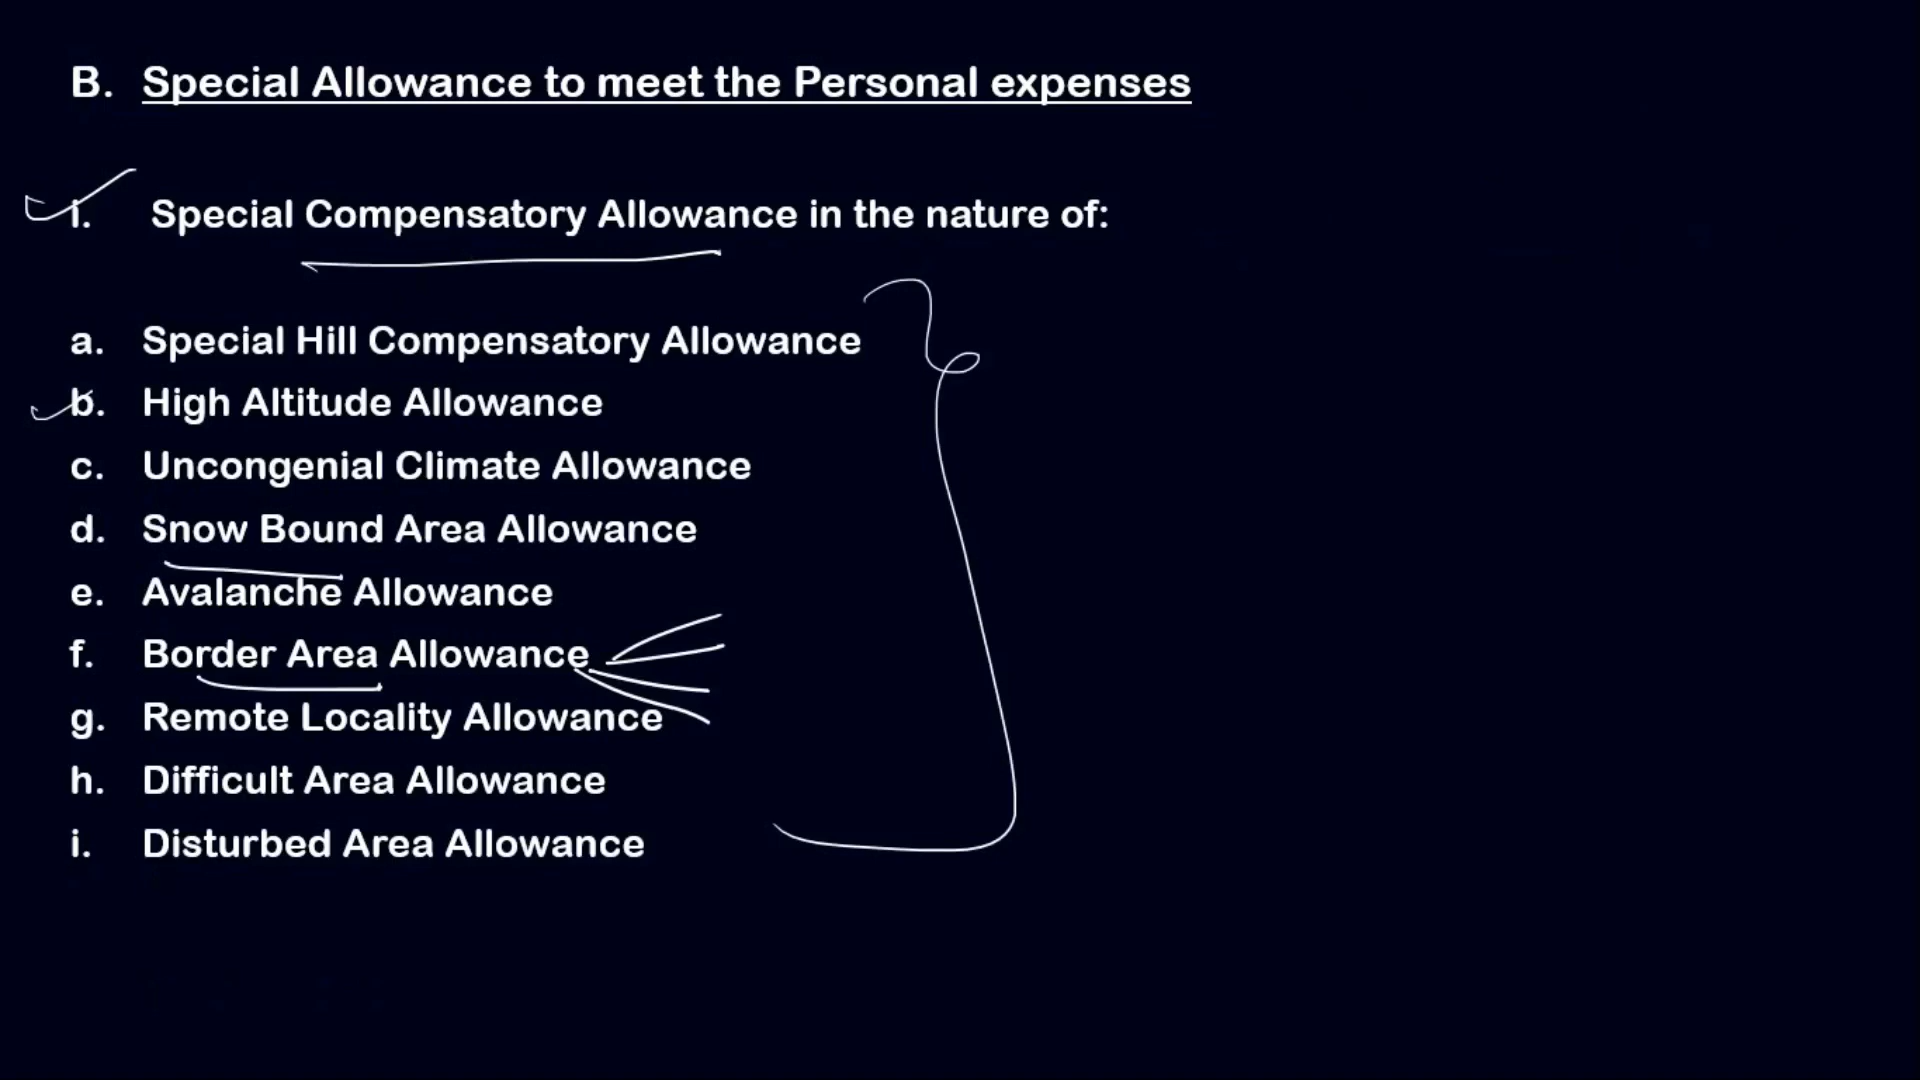 B. Special Allowance to meet the Personal expenses
i. Special Compensatory Allowance in the nature of:
a. Special Hill Compensatory Allowance
b. High Altitude Allowance
c. Uncongenial Climate Allowance
d. Snow Bound Area Allowance
e. Avalanche Allowance
f. Border Area Allowance
g. Remote Locality Allowance
h. Difficult Area Allowance
i. Disturbed Area Allowance